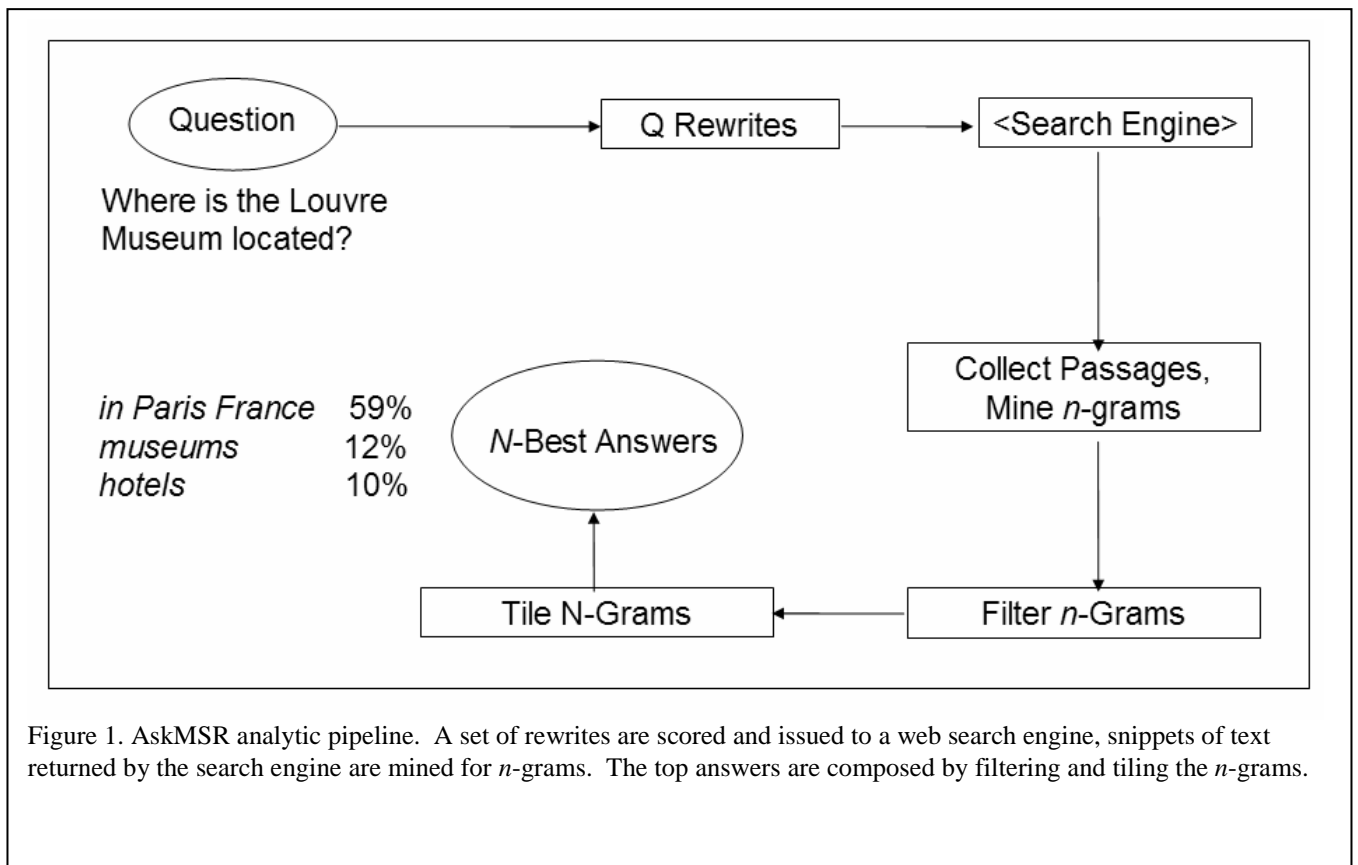 Question
Q Rewrites
<Search Engine>
Where is the Louvre
Museum located?
Collect Passages,
Mine n-grams
in Paris France 59%
museums 12%
hotels 10%
N-Best Answers
Tile N-Grams
Filter n-Grams
Figure 1. AskMSR analytic pipeline. A set of rewrites are scored and issued to a web search engine, snippets of text
returned by the search engine are mined for n-grams. The top answers are composed by filtering and tiling the n-grams.